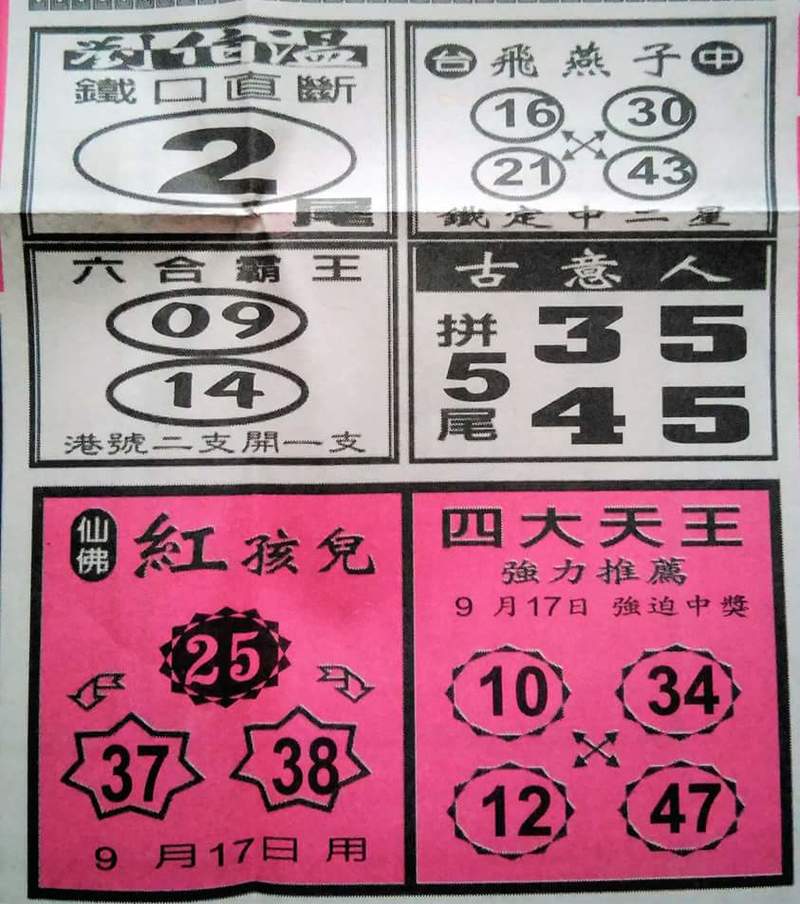 劉伯溫
鐵口直斷
2
尾
台 飛燕子 中
16 30
21 43
鐵定中二星
六合霸王
09
14
港號二支開一支
古意人
拼5尾
35
45
仙佛 紅孩兒
25
37 38
9月17日用
四大天王
強力推薦
9月17日 強迫中獎
10 34
12 47